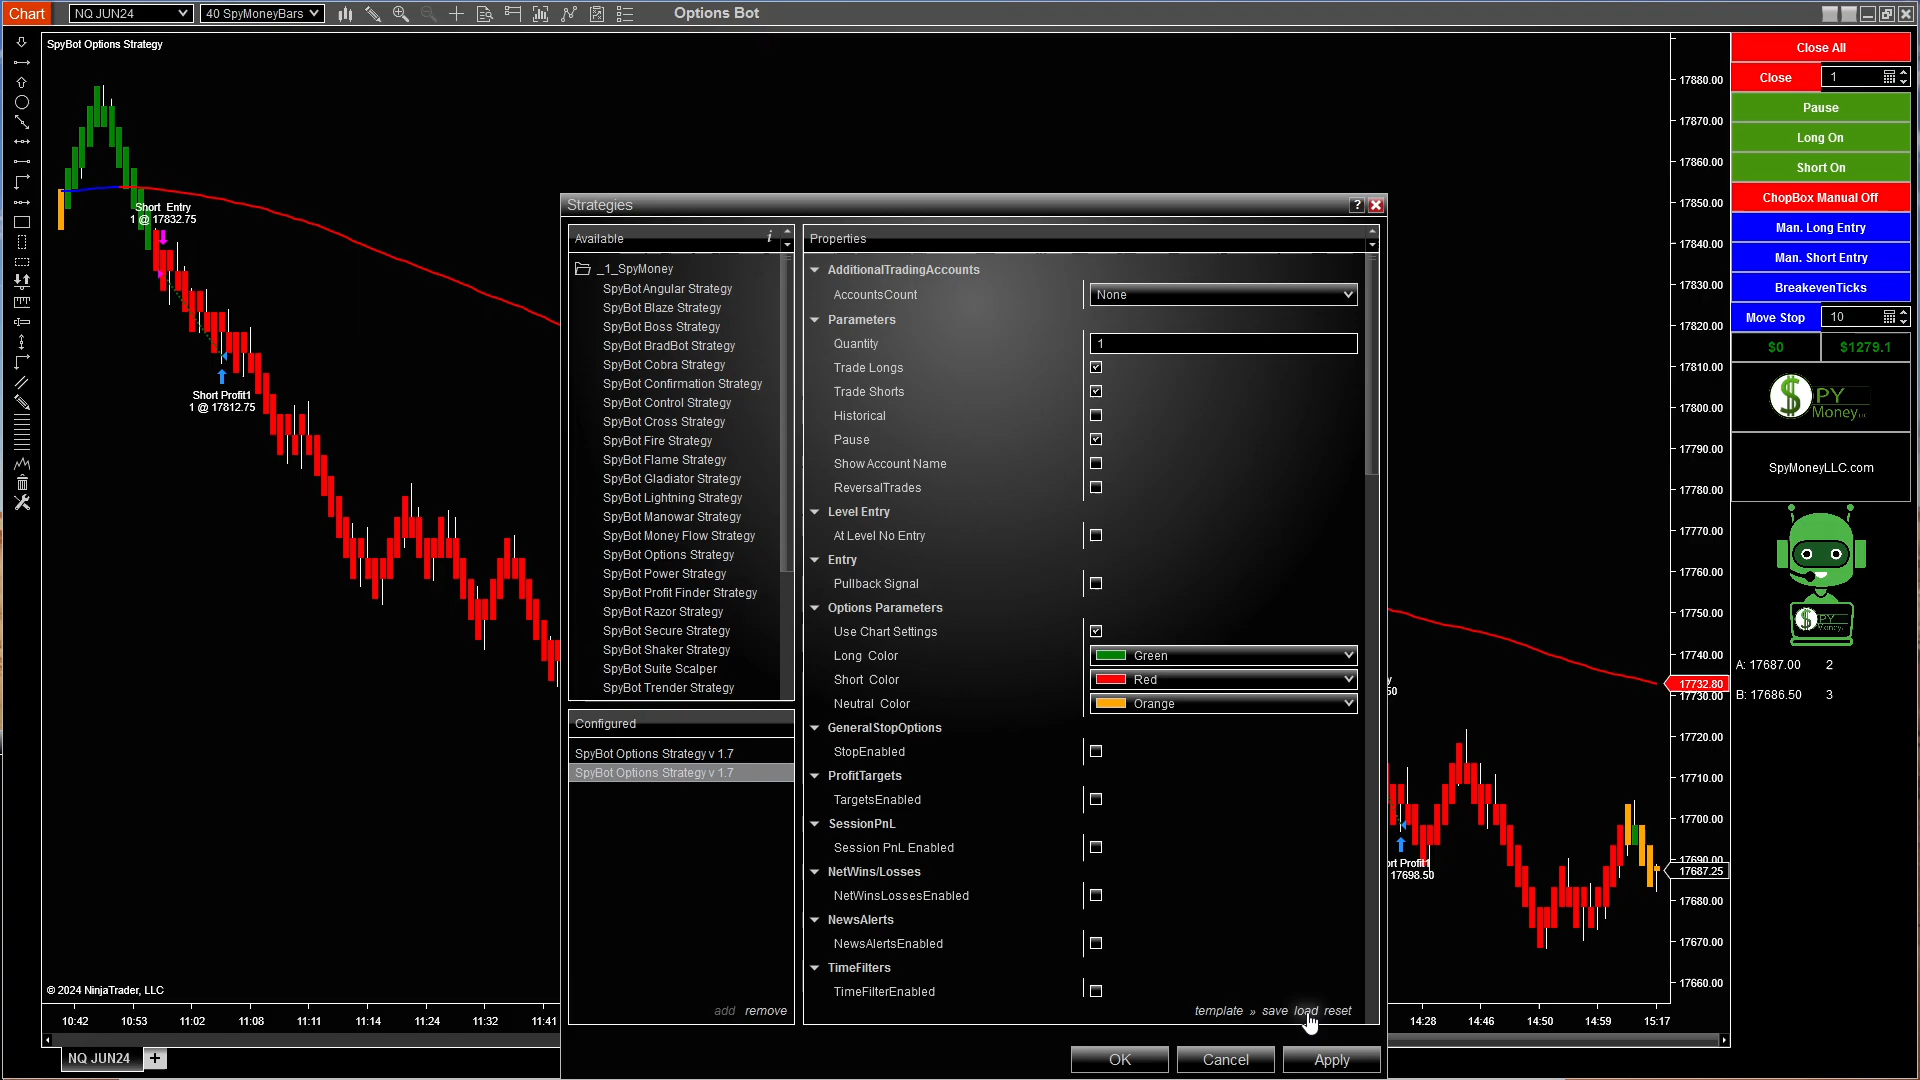 Chart
NQ JUN24
40 SpyMoneyBars
Options Bot
SpyBot Options Strategy
Short Entry
1 @ 17832.75
Short Profit1
1 @ 17812.75
© 2024 NinjaTrader, LLC
10:42
10:53
11:02
11:08
11:11
11:14
11:24
11:32
11:41
NQ JUN24
+
Strategies
?
Available
i
_1_SpyMoney
SpyBot Angular Strategy
SpyBot Blaze Strategy
SpyBot Boss Strategy
SpyBot BradBot Strategy
SpyBot Cobra Strategy
SpyBot Confirmation Strategy
SpyBot Control Strategy
SpyBot Cross Strategy
SpyBot Fire Strategy
SpyBot Flame Strategy
SpyBot Gladiator Strategy
SpyBot Lightning Strategy
SpyBot Manowar Strategy
SpyBot Money Flow Strategy
SpyBot Options Strategy
SpyBot Power Strategy
SpyBot Profit Finder Strategy
SpyBot Razor Strategy
SpyBot Secure Strategy
SpyBot Shaker Strategy
SpyBot Suite Scalper
SpyBot Trender Strategy
Configured
SpyBot Options Strategy v 1.7
SpyBot Options Strategy v 1.7
add remove
Properties
AdditionalTradingAccounts
AccountsCount
None
Parameters
Quantity
1
Trade Longs
Trade Shorts
Historical
Pause
Show Account Name
ReversalTrades
Level Entry
At Level No Entry
Entry
Pullback Signal
Options Parameters
Use Chart Settings
Long Color
Green
Short Color
Red
Neutral Color
Orange
GeneralStopOptions
StopEnabled
ProfitTargets
TargetsEnabled
SessionPnL
Session PnL Enabled
NetWins/Losses
NetWinsLossesEnabled
NewsAlerts
NewsAlertsEnabled
TimeFilters
TimeFilterEnabled
template » save load reset
OK
Cancel
Apply
y
50
rt Profit1
17698.50
14:28
14:46
14:50
14:59
15:17
17880.00
17870.00
17860.00
17850.00
17840.00
17830.00
17820.00
17810.00
17800.00
17790.00
17780.00
17770.00
17760.00
17750.00
17740.00
17732.80
17730.00
17720.00
17710.00
17700.00
17690.00
17687.25
17680.00
17670.00
17660.00
Close All
Close
1
Pause
Long On
Short On
ChopBox Manual Off
Man. Long Entry
Man. Short Entry
BreakevenTicks
Move Stop
10
$0
$1279.1
$PY
Money
SpyMoneyLLC.com
$PY
Money
A: 17687.00 2
B: 17686.50 3